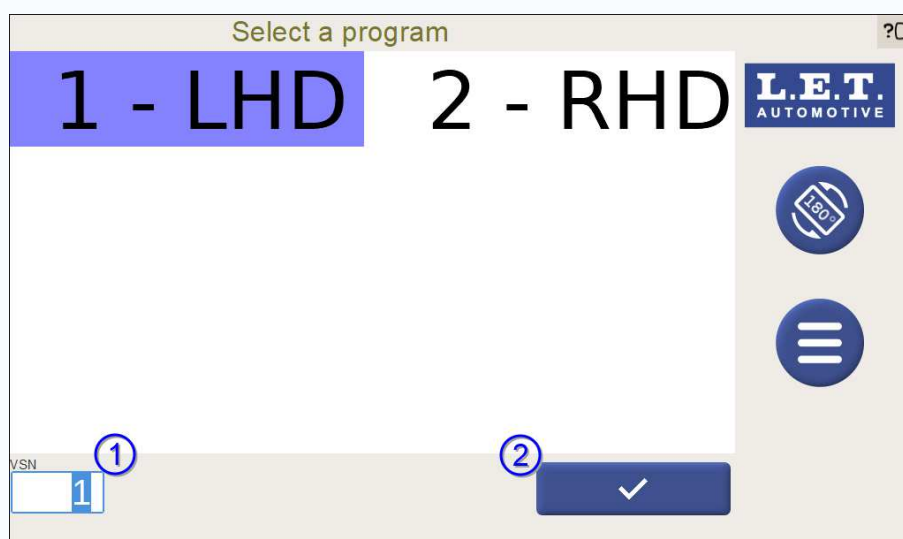 Select a program
?
1 - LHD 2 - RHD
L.E.T.
AUTOMOTIVE
180°
VSN
1
2
1